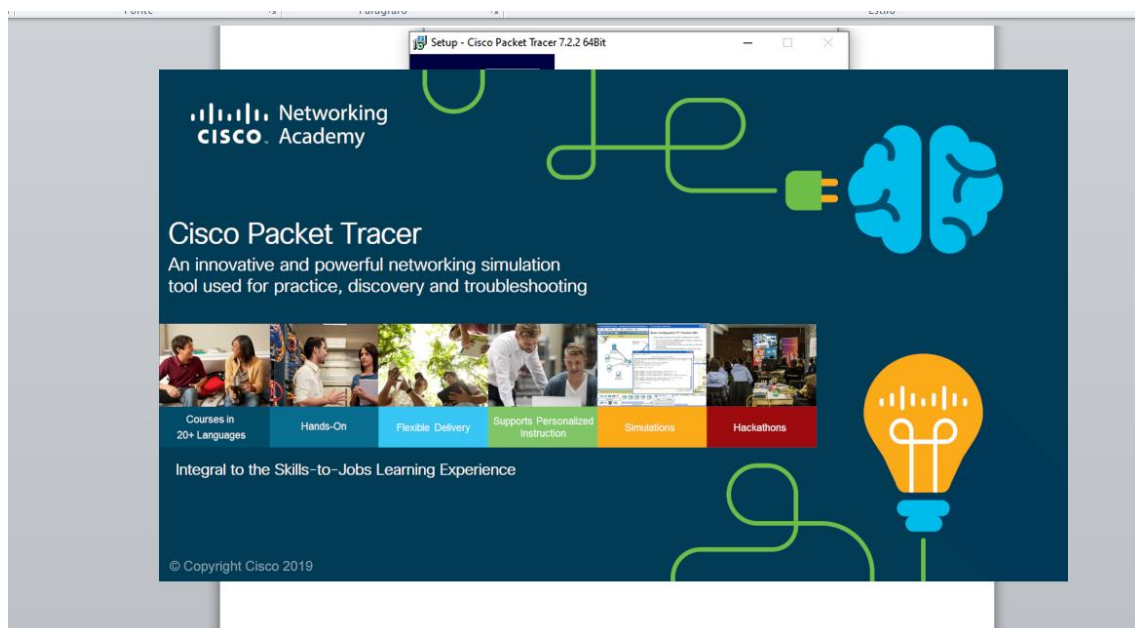 Fonte
Parágrafo
Estilo
Setup - Cisco Packet Tracer 7.2.2 64Bit
Networking
CISCO Academy
Cisco Packet Tracer
An innovative and powerful networking simulation
tool used for practice, discovery and troubleshooting
Courses in
20+ Languages
Hands-On
Flexible Delivery
Supports Personalized
Instruction
Simulations
Hackathons
Integral to the Skills-to-Jobs Learning Experience
© Copyright Cisco 2019